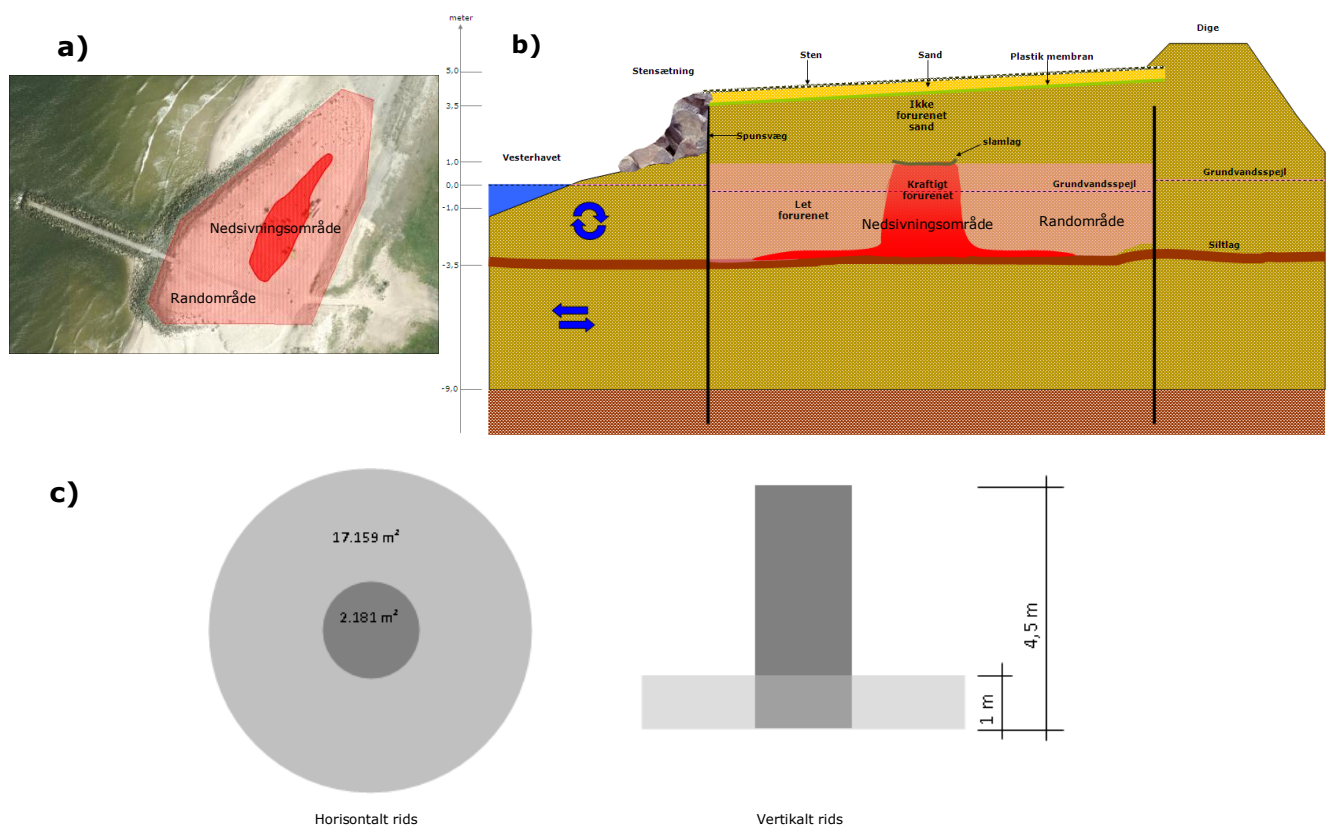 a)
Nedsivningsområde
Randområde
meter
5,0
3,5
1,0
0,0
-1,0
-3,5
-9,0
b)
Dige
Stensætning
Sten
Sand
Plastik membran
Ikke
forurenet
sand
Spunsvæg
slamlag
Vesterhavet
Grundvandsspejl
Kraftigt
forurenet
Grundvandsspejl
Let
forurenet
Nedsivningsområde
Randområde
Siltlag
c)
17.159 m²
2.181 m²
4,5 m
1 m
Horisontalt rids
Vertikalt rids